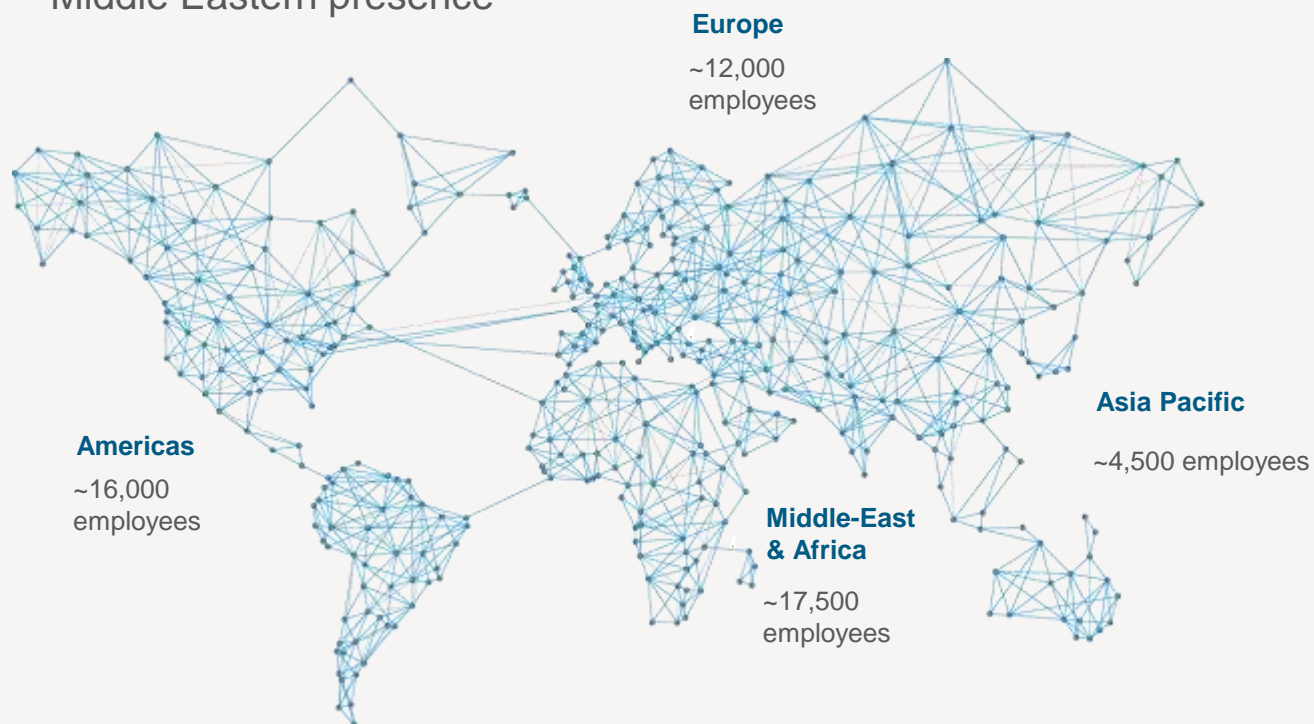 Middle Eastern presence
Europe
~12,000
employees
Asia Pacific
~4,500 employees
Americas
~16,000
employees
Middle-East
& Africa
~17,500
employees